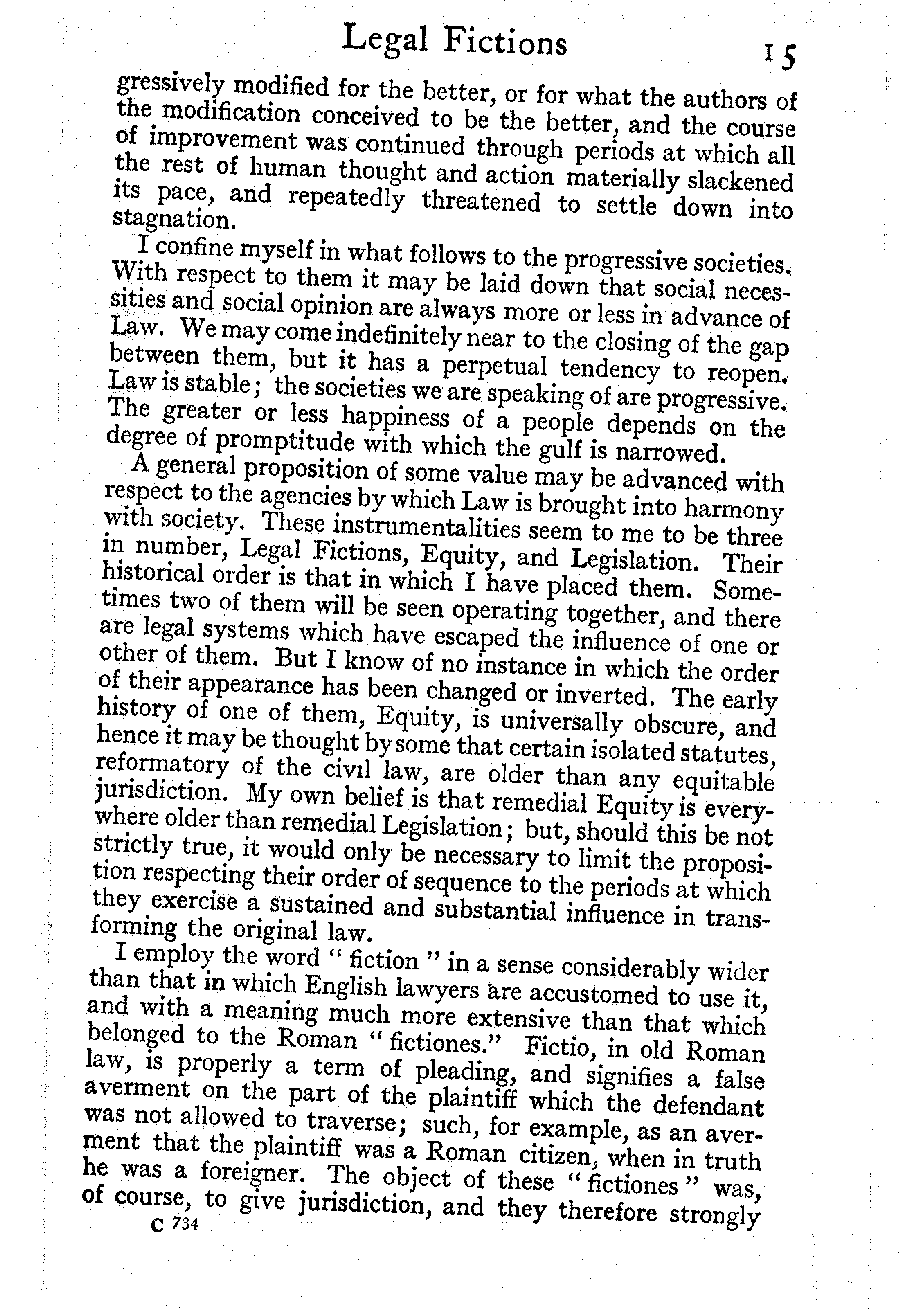 Legal Fictions 15
gressively modified for the better, or for what the authors of
the modification conceived to be the better, and the course
of improvement was continued through periods at which all
the rest of human thought and action materially slackened
its pace, and repeatedly threatened to settle down into
stagnation.
I confine myself in what follows to the progressive societies.
With respect to them it may be laid down that social neces-
sities and social opinion are always more or less in advance of
Law. We may come indefinitely near to the closing of the gap
between them, but it has a perpetual tendency to reopen.
Law is stable; the societies we are speaking of are progressive.
The greater or less happiness of a people depends on the
degree of promptitude with which the gulf is narrowed.
A general proposition of some value may be advanced with
respect to the agencies by which Law is brought into harmony
with society. These instrumentalities seem to me to be three
in number, Legal Fictions, Equity, and Legislation. Their
historical order is that in which I have placed them. Some-
times two of them will be seen operating together, and there
are legal systems which have escaped the influence of one or
other of them. But I know of no instance in which the order
of their appearance has been changed or inverted. The early
history of one of them, Equity, is universally obscure, and
hence it may be thought by some that certain isolated statutes,
reformatory of the civil law, are older than any equitable
jurisdiction. My own belief is that remedial Equity is every-
where older than remedial Legislation; but, should this be not
strictly true, it would only be necessary to limit the proposi-
tion respecting their order of sequence to the periods at which
they exercise a sustained and substantial influence in trans-
forming the original law.
I employ the word " fiction " in a sense considerably wider
than that in which English lawyers are accustomed to use it,
and with a meaning much more extensive than that which
belonged to the Roman " fictiones." Fictio, in old Roman
law, is properly a term of pleading, and signifies a false
averment on the part of the plaintiff which the defendant
was not allowed to traverse; such, for example, as an aver-
ment that the plaintiff was a Roman citizen, when in truth
he was a foreigner. The object of these " fictiones " was,
of course, to give jurisdiction, and they therefore strongly
C 734